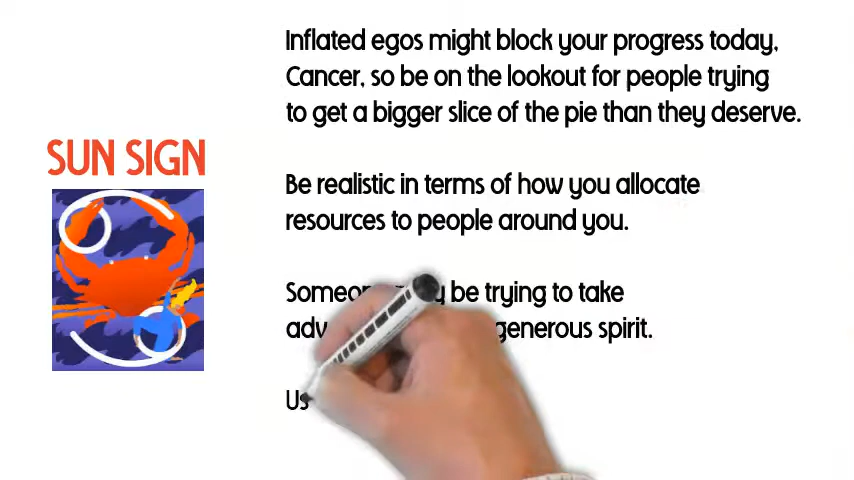 SUN SIGN
Inflated egos might block your progress today,
Cancer, so be on the lookout for people trying
to get a bigger slice of the pie than they deserve.
Be realistic in terms of how you allocate
resources to people around you.
be trying to take
generous spirit.
Us